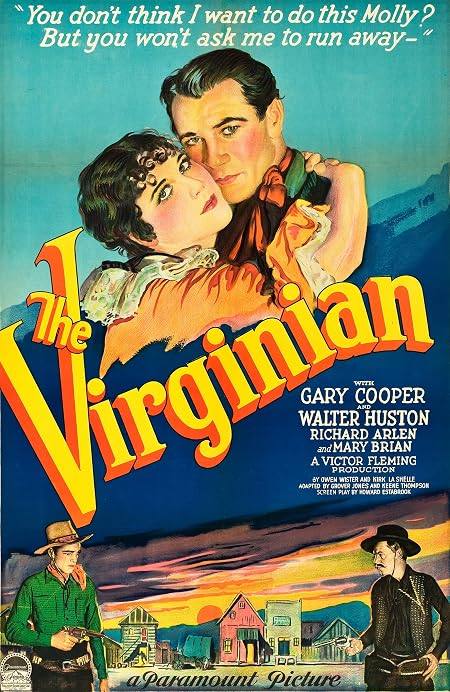 "You don't think I want to do this Molly?
But you won't ask me to run away—"
The
Virginian
WITH
GARY COOPER
AND
WALTER HUSTON
RICHARD ARLEN
AND MARY BRIAN
A VICTOR FLEMING
PRODUCTION
BY OWEN WISTER AND KIRK LA SHELLE
ADAPTED BY GROVER JONES AND KEENE THOMPSON
SCREEN PLAY BY HOWARD ESTABROOK
Paramount
a Paramount Picture